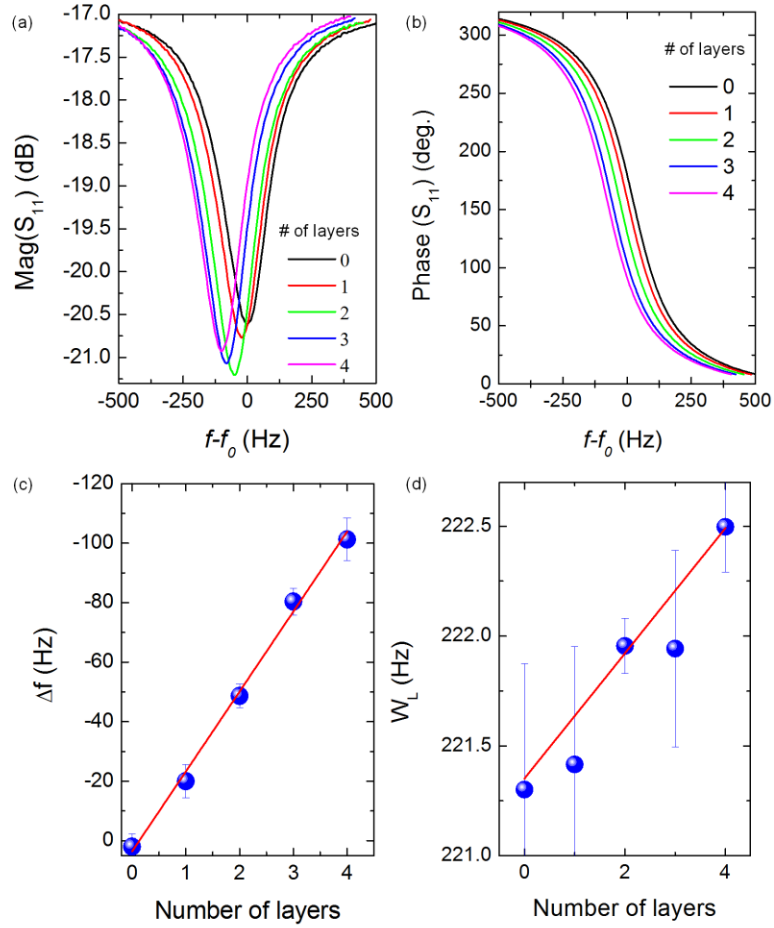 (a)
-17.0
-17.5
-18.0
-18.5
-19.0
-19.5
-20.0
-20.5
-21.0
Mag(S11) (dB)
# of layers
0
1
2
3
4
-500 -250 0 250 500
f-f0 (Hz)
(b)
300
250
200
150
100
50
0
Phase (S11) (deg.)
# of layers
0
1
2
3
4
-500 -250 0 250 500
f-f0 (Hz)
(c)
-120
-100
-80
-60
-40
-20
0
Δf (Hz)
0 1 2 3 4
Number of layers
(d)
222.5
222.0
221.5
221.0
WL (Hz)
0 2 4
Number of layers